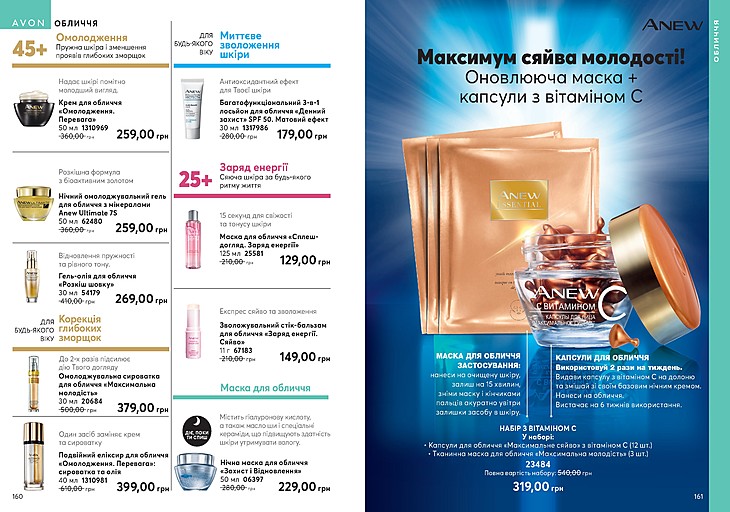 AVON ОБЛИЧЧЯ
45+
Омолодження
Пружна шкіра і зменшення
проявів глибоких зморщок
Надає шкірі помітно
молодший вигляд.
Крем для обличчя
«Омолодження.
Перевага»
50 мл 1310969
360,00 грн
259,00 грн
Розкішна формула
з біоактивним золотом
Нічний омолоджувальний гель
для обличчя з мінералами
Anew Ultimate 7S
50 мл 62480
360,00 грн
259,00 грн
Відновлення пружності
та рівного тону.
Гель-олія для обличчя
«Розкіш шовку»
30 мл 54179
410,00 грн
269,00 грн
ДЛЯ
БУДЬ-ЯКОГО
ВІКУ
Корекція
глибоких
зморщок
До 2-х разів підсилює
дію Твого догляду
Омолоджувальна сироватка
для обличчя «Максимальна
молодість»
30 мл 20684
500,00 грн
379,00 грн
Один засіб заміняє крем
та сироватку
Подвійний еліксир для обличчя
«Омолодження. Перевага»:
сироватка та олія
40 мл 1310981
610,00 грн
399,00 грн
160
ДЛЯ
БУДЬ-ЯКОГО
ВІКУ
Миттєве
зволоження
шкіри
Антиоксидантний ефект
для Твоєї шкіри
Багатофункціональний 3-в-1
лосьйон для обличчя «Денний
захист» SPF 50. Матовий ефект
30 мл 1317986
280,00 грн
179,00 грн
25+
Заряд енергії
Сяюча шкіра за будь-якого
ритму життя
15 секунд для свіжості
та тонусу шкіри
Маска для обличчя «Сплеш-
догляд. Заряд енергії»
125 мл 25581
210,00 грн
129,00 грн
Експрес сяйво та зволоження
Зволожувальний стік-бальзам
для обличчя «Заряд енергії.
Сяйво»
11 г 67183
210,00 грн
149,00 грн
Маска для обличчя
ДІЄ, ПОКИ
ТИ СПИШ
Містить гіалуронову кислоту,
а також масло ши і спеціальні
кераміди, що підвищують здатність
шкіри утримувати вологу.
Нічна маска для обличчя
«Захист і Відновлення»
50 мл 06397
280,00 грн
229,00 грн
ANEW
ОБЛИЧЧЯ
Максимум сяйва молодості!
Оновлююча маска +
капсули з вітаміном С
ANEW
ESSENTIAL
ANEW
С ВИТАМИНОМ C
КАПСУЛЫ ДЛЯ ЛИЦА
МАСКА ДЛЯ ОБЛИЧЧЯ
ЗАСТОСУВАННЯ:
нанеси на очищену шкіру,
залиш на 15 хвилин,
зніми маску і кінчиками
пальців акуратно увітри
залишки засобу в шкіру.
КАПСУЛИ ДЛЯ ОБЛИЧЧЯ
Використовуй 2 рази на тиждень.
Видави капсулу з вітаміном С на долоню
та змішай зі своїм базовим нічним кремом.
Нанеси на обличчя.
Вистачає на 6 тижнів використання.
НАБІР З ВІТАМІНОМ С
У наборі:
• Капсули для обличчя «Максимальне сяйво» з вітаміном С (12 шт.)
• Тканинна маска для обличчя «Максимальна молодість» (3 шт.)
23484
Повна вартість набору: 540,00 грн
319,00 грн
161